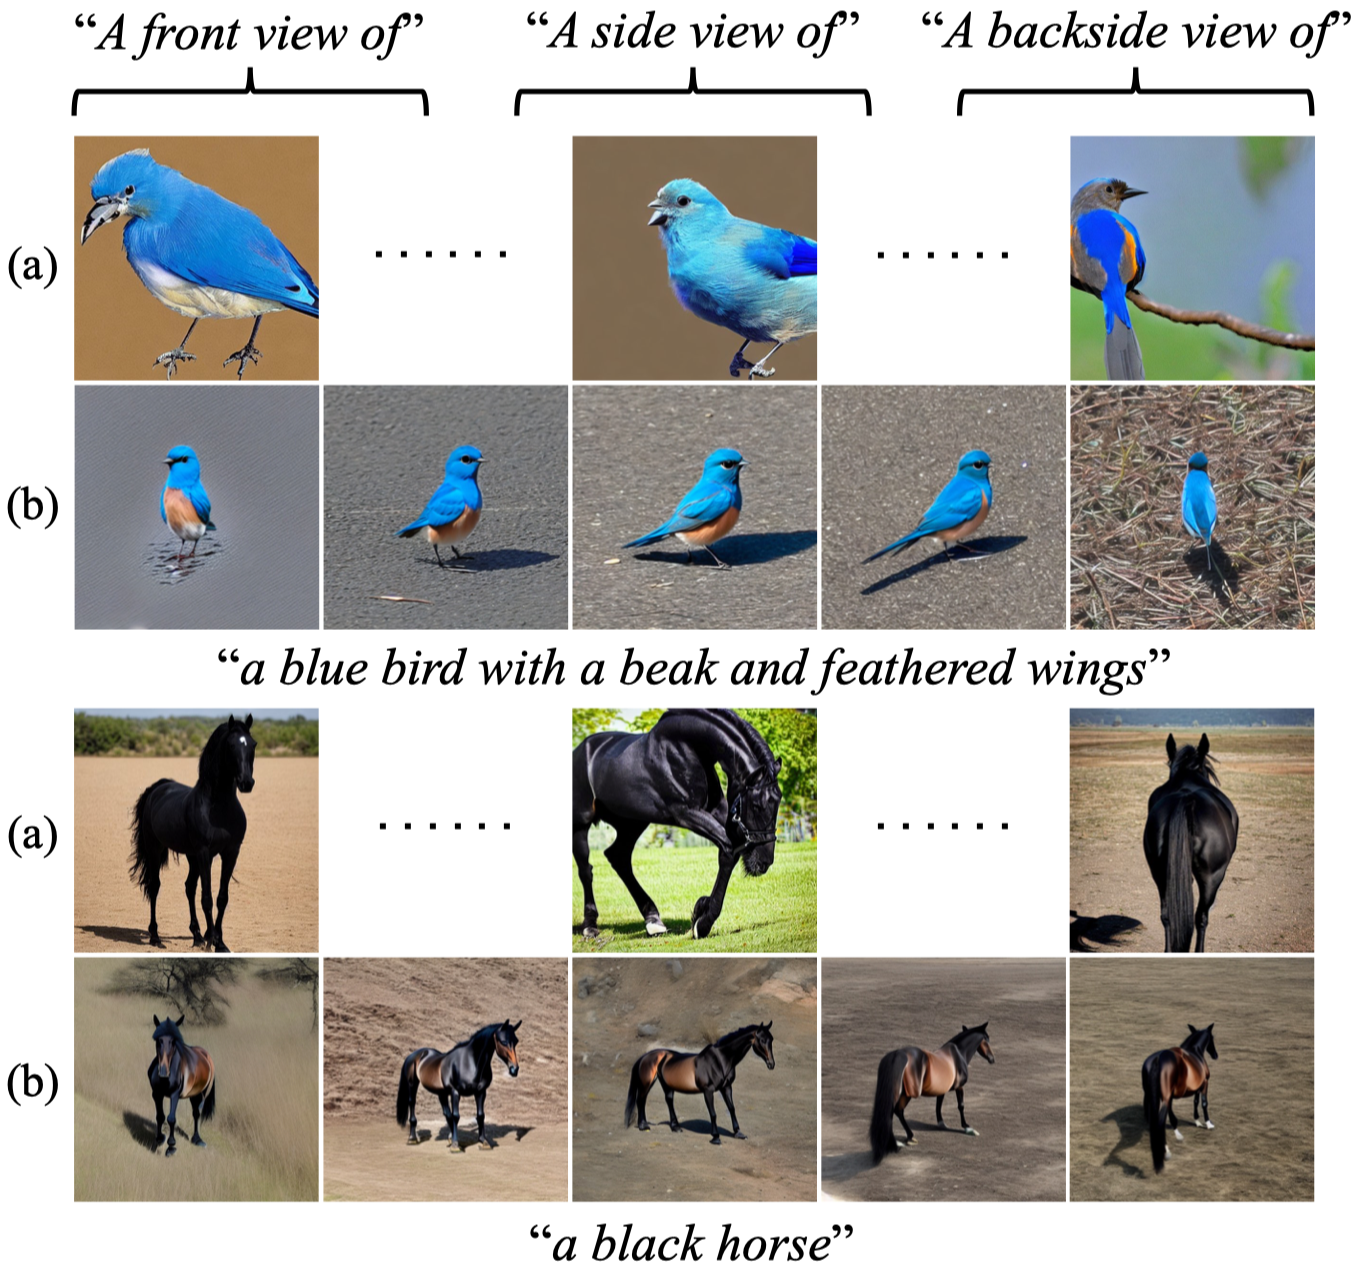 “A front view of”
“A side view of”
“A backside view of”
(a)
......
......
(b)
“a blue bird with a beak and feathered wings”
(a)
......
......
(b)
“a black horse”